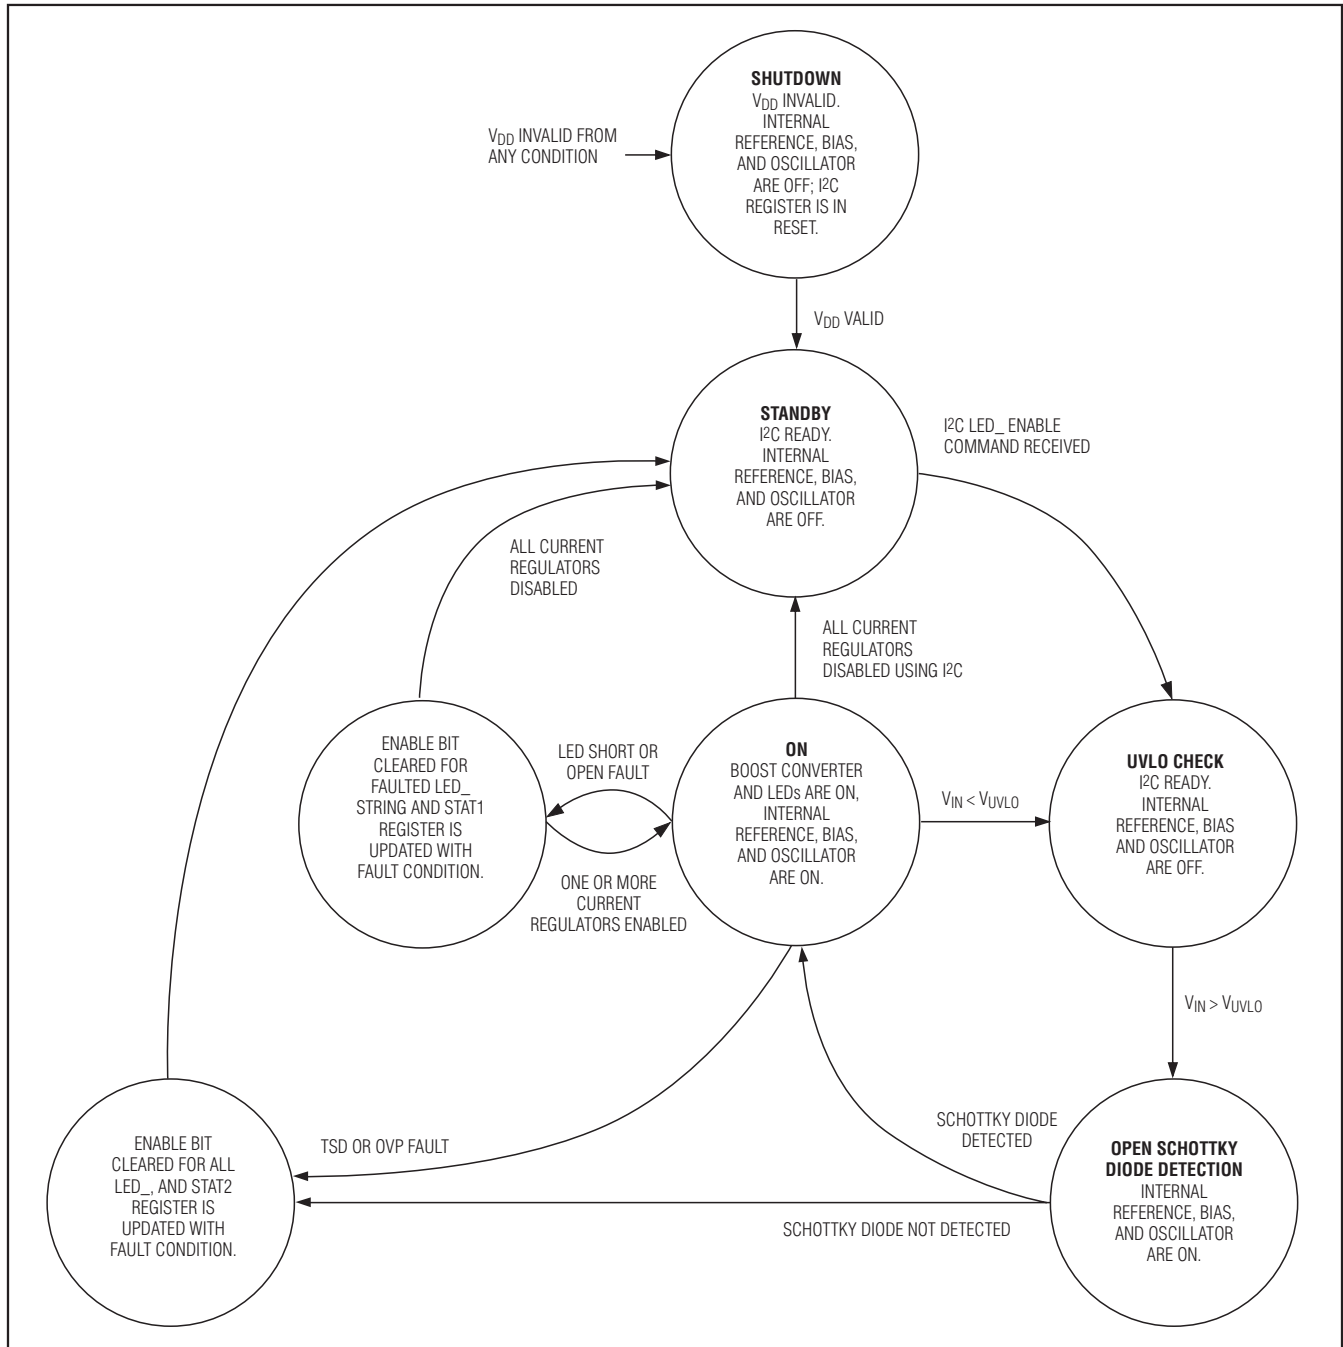 SHUTDOWN
VDD INVALID.
INTERNAL
REFERENCE, BIAS,
AND OSCILLATOR
ARE OFF; I2C
REGISTER IS IN
RESET.
VDD INVALID FROM
ANY CONDITION
VDD VALID
STANDBY
I2C READY.
INTERNAL
REFERENCE, BIAS,
AND OSCILLATOR
ARE OFF.
I2C LED_ ENABLE
COMMAND RECEIVED
ALL CURRENT
REGULATORS
DISABLED
ALL CURRENT
REGULATORS
DISABLED USING I2C
ENABLE BIT
CLEARED FOR
FAULTED LED_
STRING AND STAT1
REGISTER IS
UPDATED WITH
FAULT CONDITION.
LED SHORT OR
OPEN FAULT
ONE OR MORE
CURRENT
REGULATORS ENABLED
ON
BOOST CONVERTER
AND LEDs ARE ON,
INTERNAL
REFERENCE, BIAS,
AND OSCILLATOR
ARE ON.
VIN < VUVLO
UVLO CHECK
I2C READY.
INTERNAL
REFERENCE, BIAS
AND OSCILLATOR
ARE OFF.
VIN > VUVLO
ENABLE BIT
CLEARED FOR ALL
LED_, AND STAT2
REGISTER IS
UPDATED WITH
FAULT CONDITION.
TSD OR OVP FAULT
SCHOTTKY DIODE
DETECTED
SCHOTTKY DIODE NOT DETECTED
OPEN SCHOTTKY
DIODE DETECTION
INTERNAL
REFERENCE, BIAS,
AND OSCILLATOR
ARE ON.